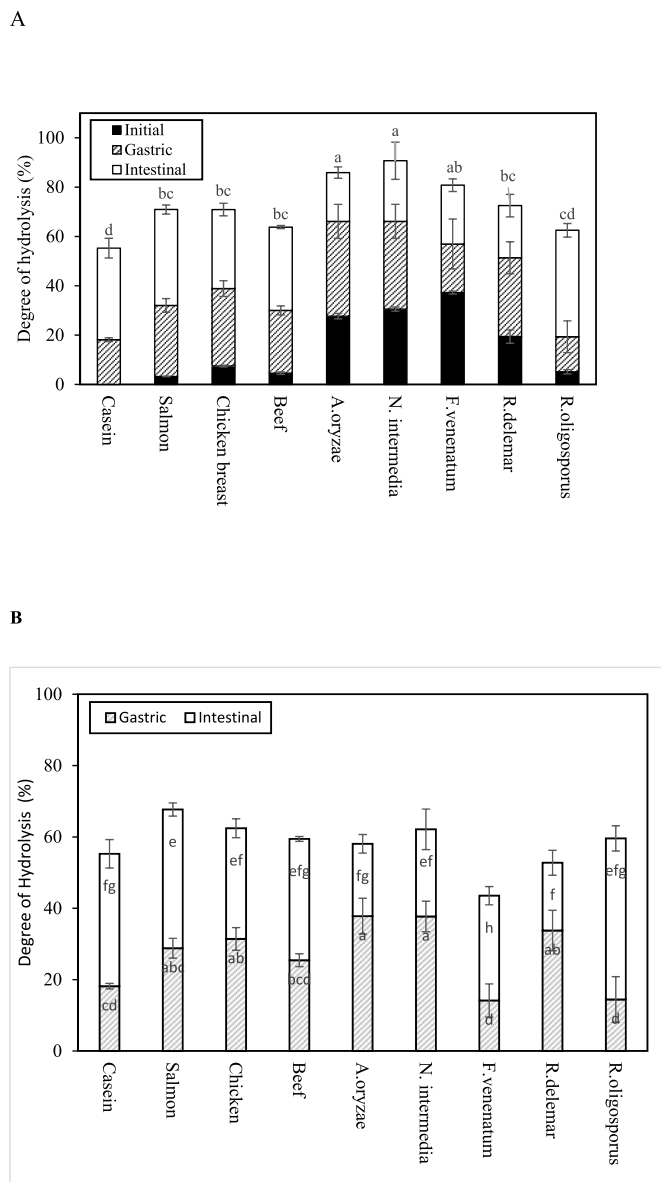 A
Degree of hydrolysis (%)
100
80
60
40
20
0
Initial
Gastric
Intestinal
d
bc
bc
bc
a
a
ab
bc
cd
Casein
Salmon
Chicken breast
Beef
A.oryzae
N. intermedia
F.venenatum
R.delemar
R.oligosporus
B
Degree of Hydrolysis (%)
100
80
60
40
20
0
Gastric Intestinal
fg
e
ef
efg
fg
ef
h
f
efg
cd
abc
ab
bcd
a
a
d
ab
d
Casein
Salmon
Chicken
Beef
A.oryzae
N. intermedia
F.venenatum
R.delemar
R.oligosporus